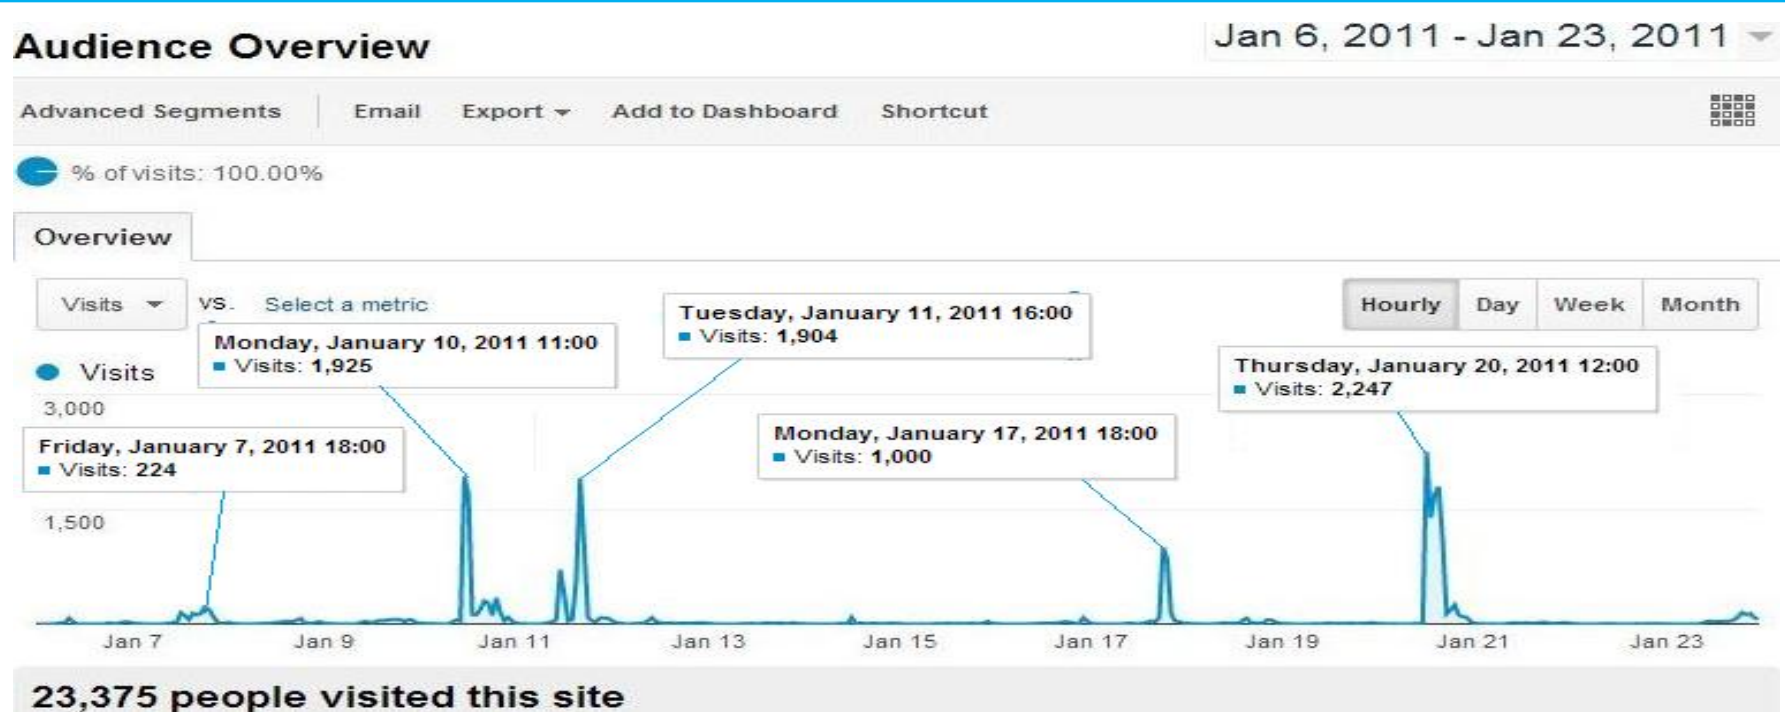 Audience Overview
Jan 6, 2011 - Jan 23, 2011
Advanced Segments Email Export Add to Dashboard Shortcut
% of visits: 100.00%
Overview
Visits vs. Select a metric
Hourly Day Week Month
Visits
Monday, January 10, 2011 11:00
Visits: 1,925
Tuesday, January 11, 2011 16:00
Visits: 1,904
Thursday, January 20, 2011 12:00
Visits: 2,247
3,000
Friday, January 7, 2011 18:00
Visits: 224
Monday, January 17, 2011 18:00
Visits: 1,000
1,500
Jan 7 Jan 9 Jan 11 Jan 13 Jan 15 Jan 17 Jan 19 Jan 21 Jan 23
23,375 people visited this site